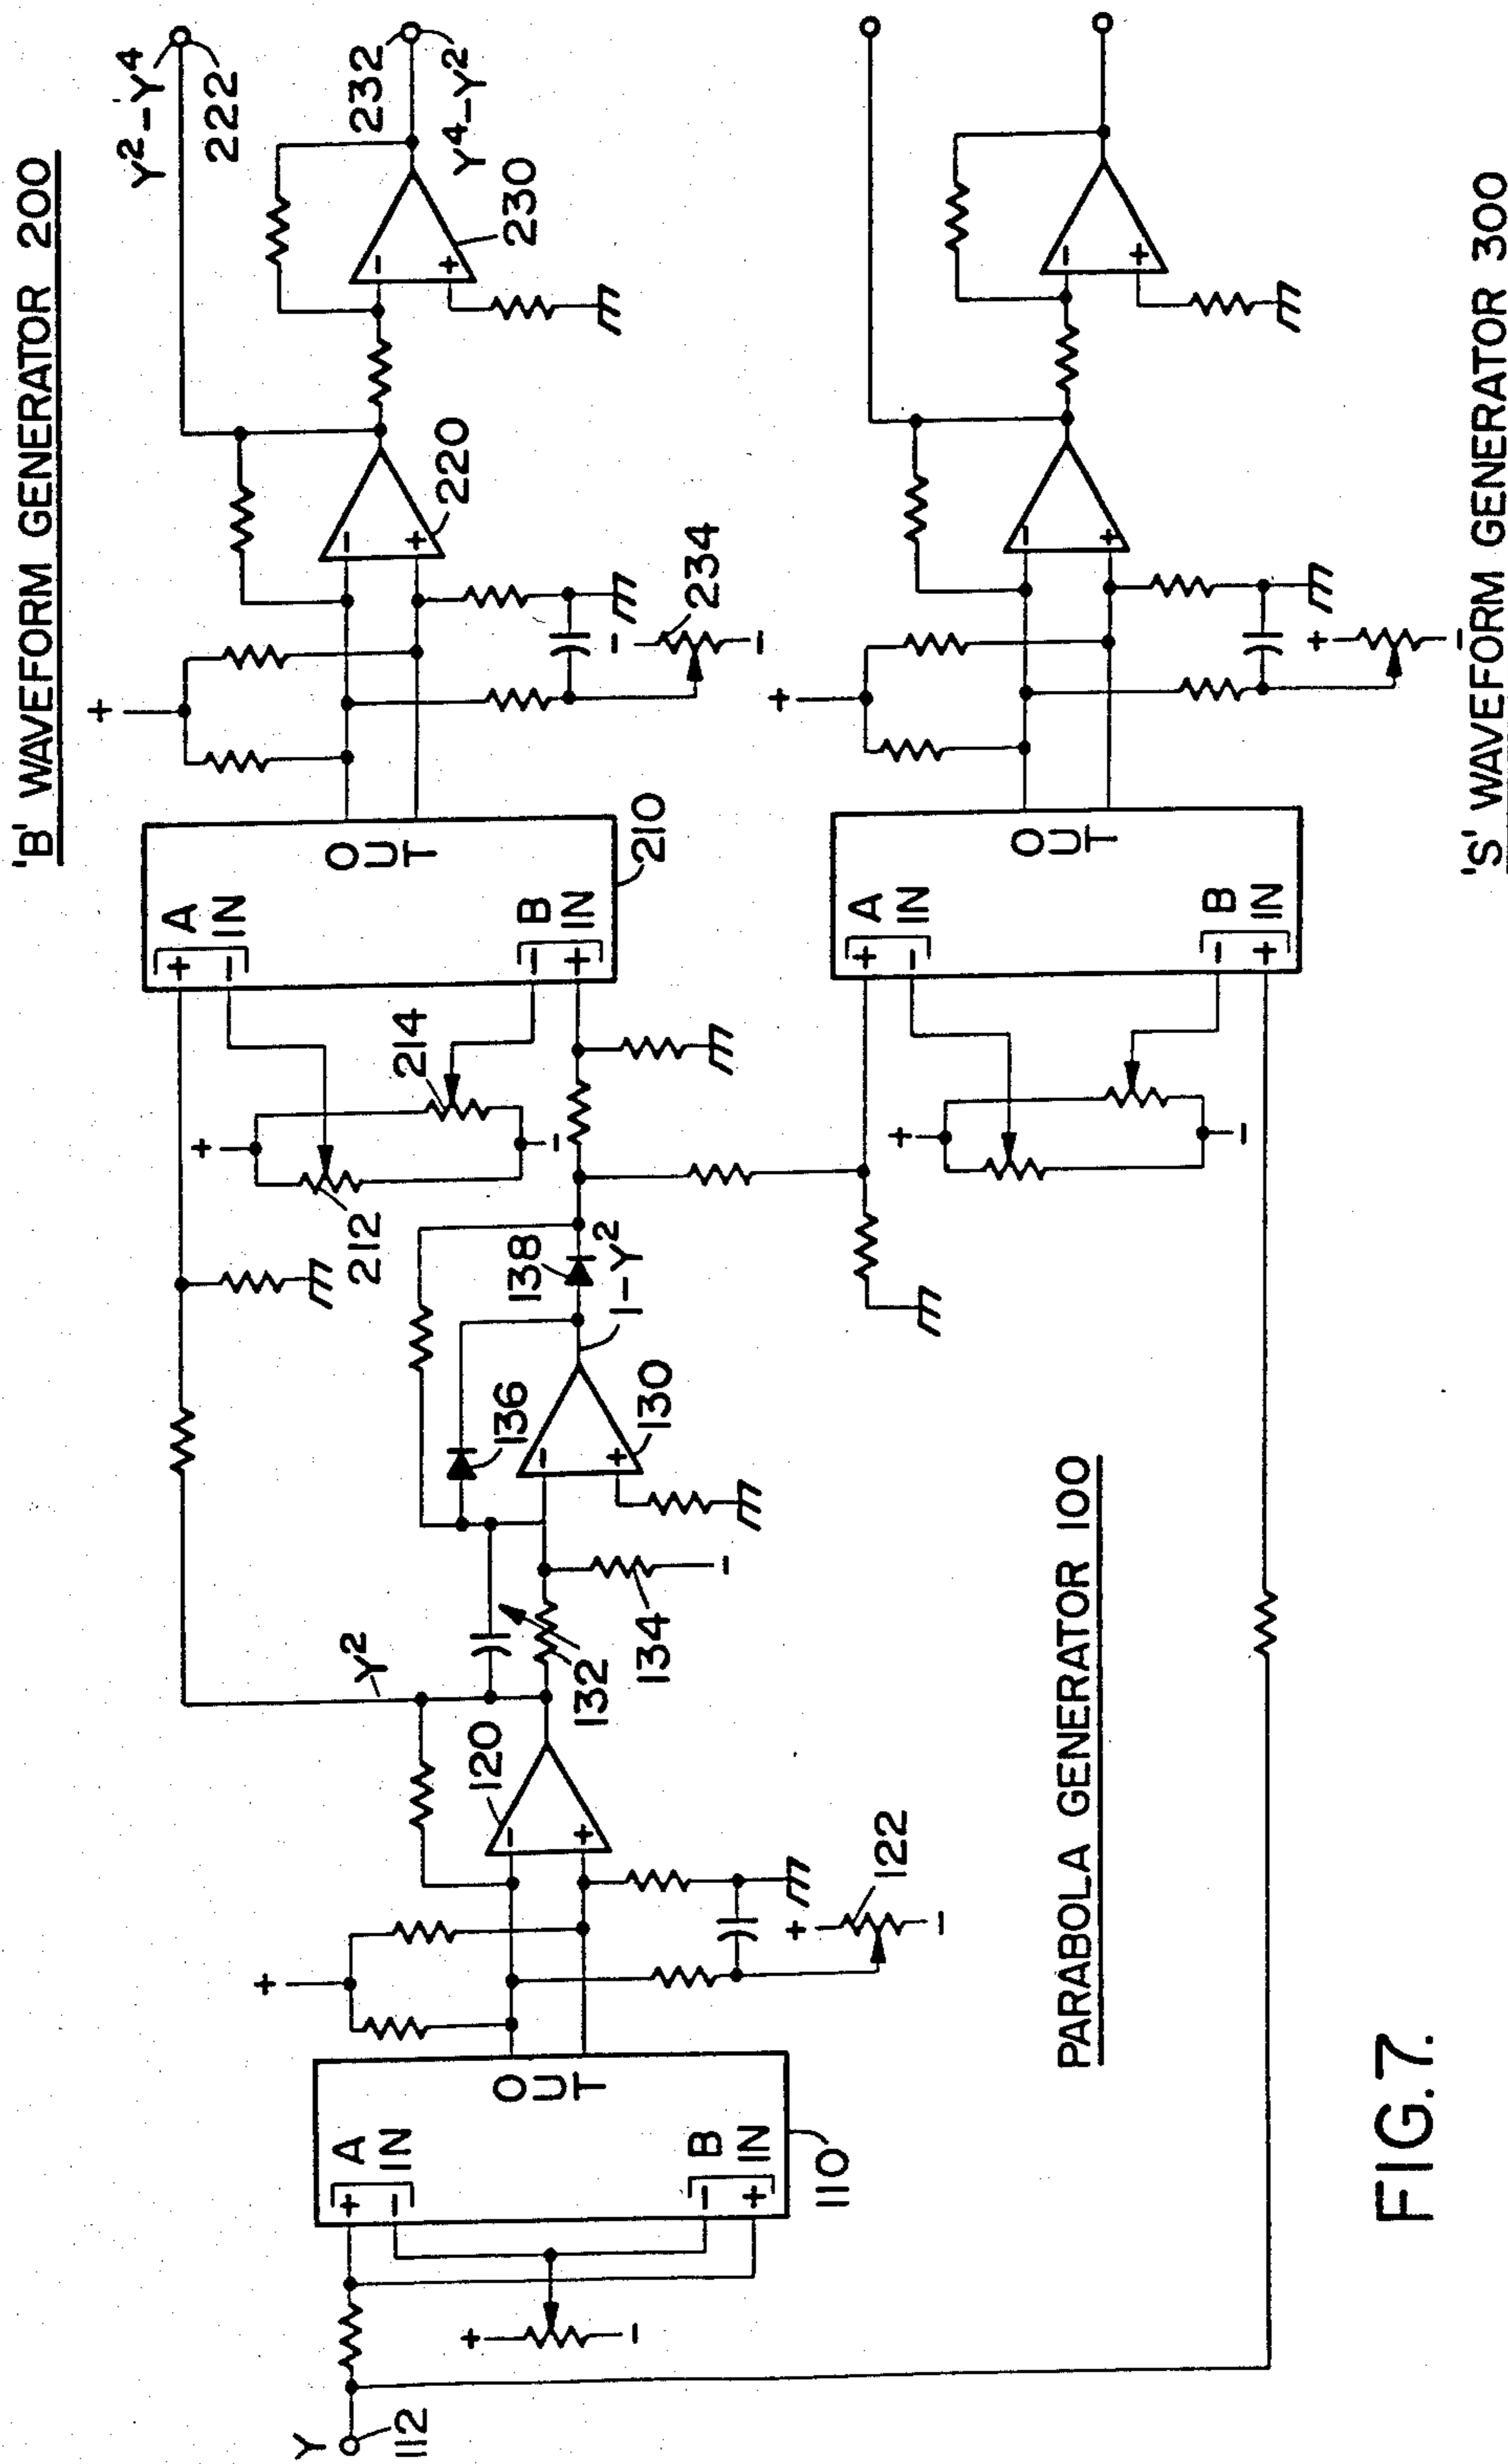 'B' WAVEFORM GENERATOR 200
Y²-Y⁴
222
232
Y⁴-Y²
230
220
234
+
-
A
IN
OUT
B
IN
210
212
214
+
-
Y²
120
132
134
136
130
138
1-Y²
122
+
-
Y
112
A
IN
OUT
B
IN
110
+
-
PARABOLA GENERATOR 100
A
IN
OUT
B
IN
+
-
'S' WAVEFORM GENERATOR 300
FIG.7.